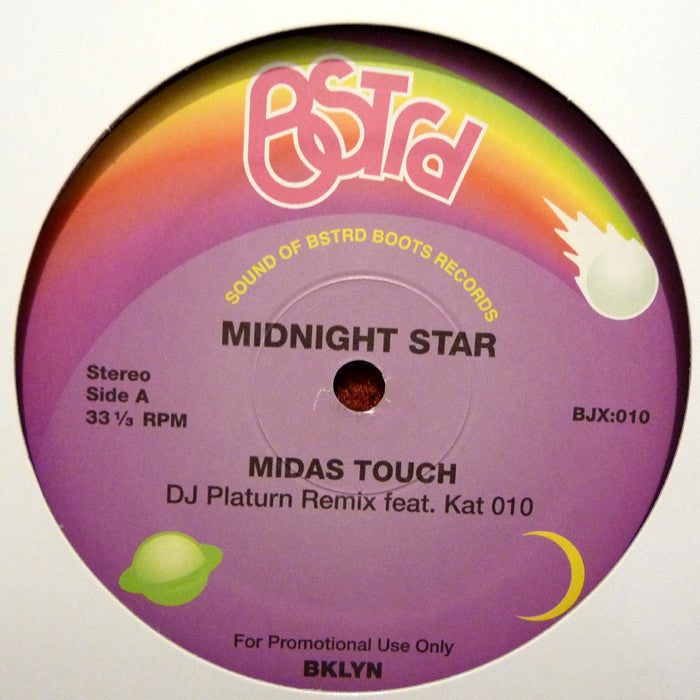 BSTrd
SOUND OF BSTRD BOOTS RECORDS
MIDNIGHT STAR
Stereo
Side A
33 ⅓ RPM
BJX:010
MIDAS TOUCH
DJ Platurn Remix feat. Kat 010
For Promotional Use Only
BKLYN